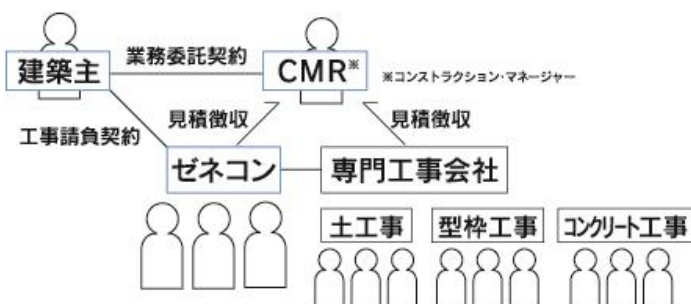 建築主
業務委託契約
CMR※
※コンストラクション・マネージャー
工事請負契約
見積徴収
見積徴収
ゼネコン
専門工事会社
土工事
型枠工事
コンクリート工事